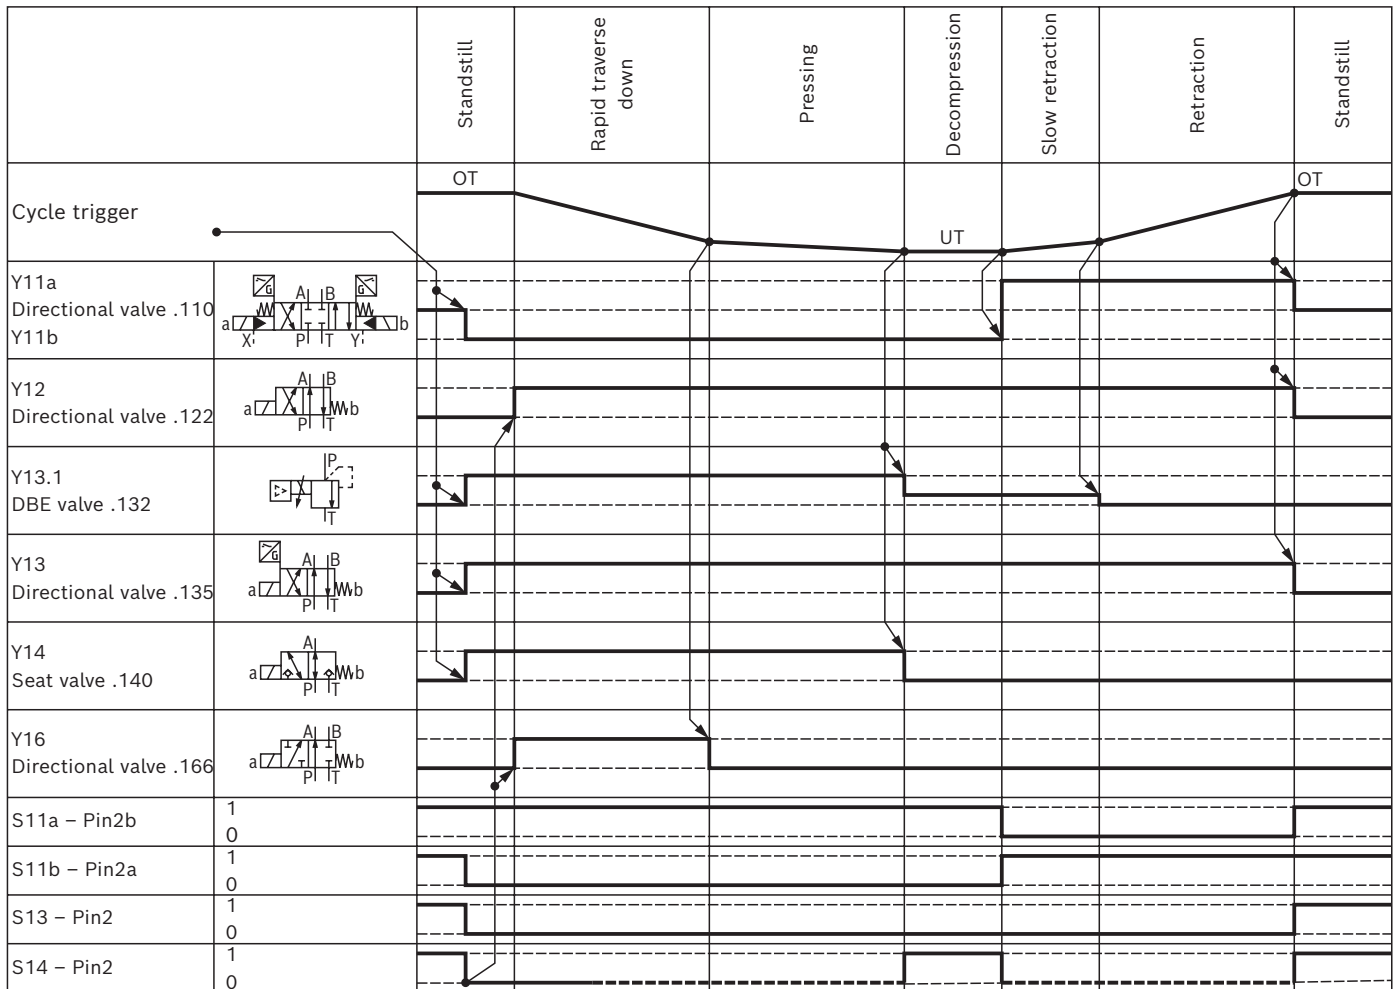 Standstill
Rapid traverse
down
Pressing
Decompression
Slow retraction
Retraction
Standstill
Cycle trigger
OT
UT
OT
Y11a
Directional valve .110
Y11b
G
G
A B
a b
X P T Y
Y12
Directional valve .122
A B
a b
P T
Y13.1
DBE valve .132
P
T
Y13
Directional valve .135
G
A B
a b
P T
Y14
Seat valve .140
A
a b
P T
Y16
Directional valve .166
A B
a b
P T
S11a – Pin2b
1
0
S11b – Pin2a
1
0
S13 – Pin2
1
0
S14 – Pin2
1
0